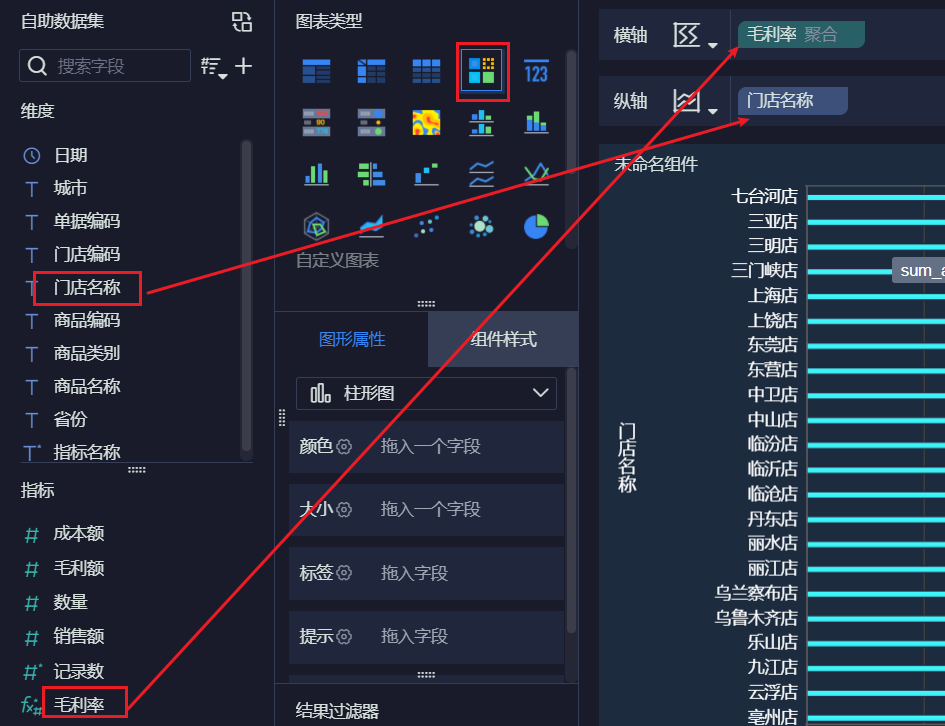 自助数据集
搜索字段
维度
日期
城市
单据编码
门店编码
门店名称
商品编码
商品类别
商品名称
省份
指标名称
指标
成本额
毛利额
数量
销售额
记录数
毛利率
图表类型
123
自定义图表
图形属性
组件样式
柱形图
颜色 拖入一个字段
大小 拖入一个字段
标签 拖入字段
提示 拖入字段
结果过滤器
横轴 毛利率 聚合
纵轴 门店名称
未命名组件
门店名称
七台河店
三亚店
三明店
三门峡店
sum_a
上海店
上饶店
东莞店
东营店
中卫店
中山店
临汾店
临沂店
临沧店
丹东店
丽水店
丽江店
乌兰察布店
乌鲁木齐店
乐山店
九江店
云浮店
亳州店